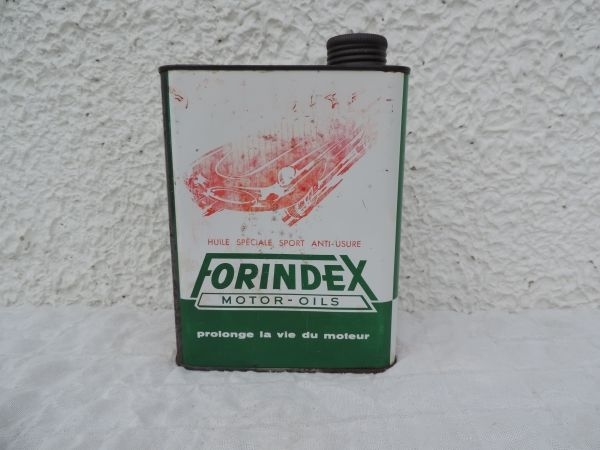 HUILE SPÉCIALE SPORT ANTI-USURE
FORINDEX
MOTOR-OILS
prolonge la vie du moteur